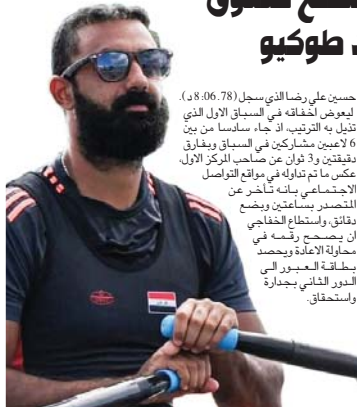 طوكيو
حسين علي رضا الذي سجل (8:06.78 د).
ليعوض اخفاقه في السباق الاول الذي
تذيل به الترتيب، اذ جاء سادسا من بين
6 لاعبين مشاركين في السباق وبفارق
دقيقتين و3 ثوان عن صاحب المركز الاول،
عكس ما تم تداوله في مواقع التواصل
الاجتماعي بانه تأخر عن
المتصدر بساعتين وبضع
دقائق، واستطاع الخفاجي
ان يصحح رقمه في
محاولة الاعادة ويحصد
بطاقة العبور الى
الدور الثاني بجدارة
واستحقاق.